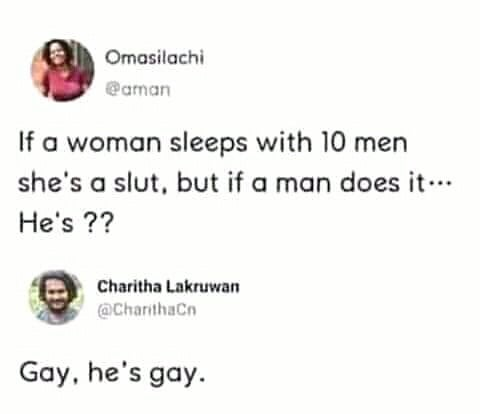 Omasilachi
@aman
If a woman sleeps with 10 men
she's a slut, but if a man does it...
He's ??
Charitha Lakruwan
@CharithaCn
Gay, he's gay.